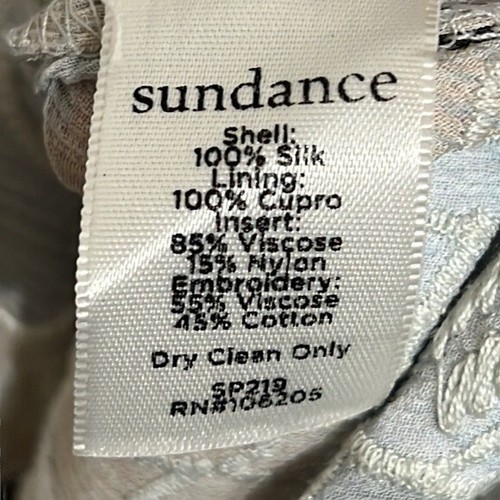 sundance
Shell:
100% Silk
Lining:
100% Cupro
Insert:
85% Viscose
15% Nylon
Embroidery:
55% Viscose
45% Cotton
Dry Clean Only
SP219
RN#106205